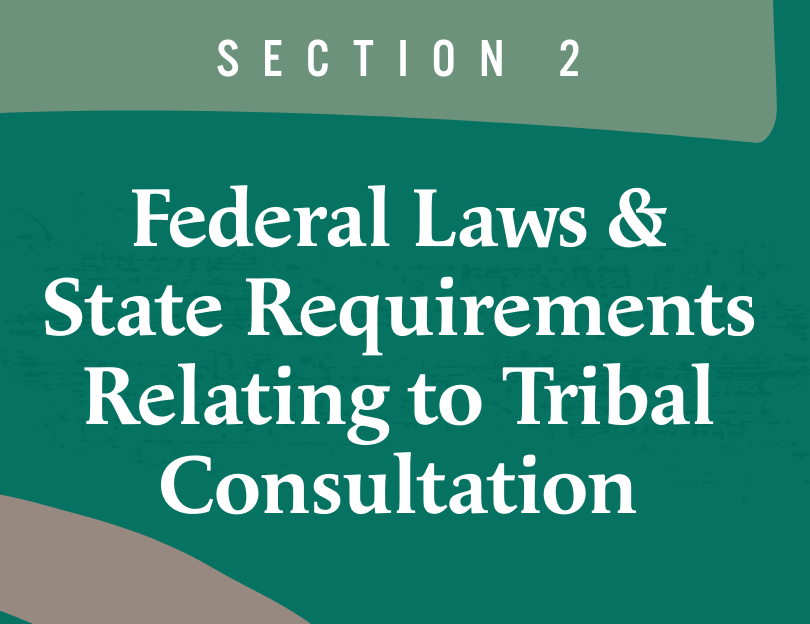 SECTION 2
Federal Laws &
State Requirements
Relating to Tribal
Consultation